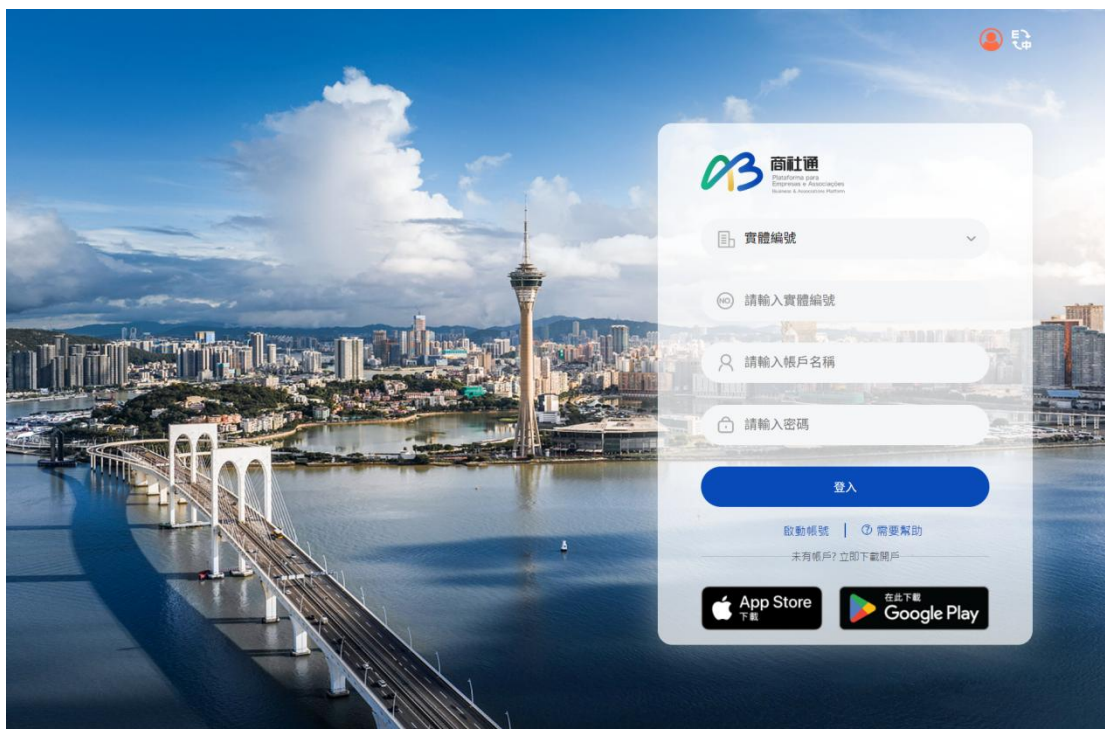 E
中
商社通
Plataforma para
Empresas e Associações
Business & Associations Platform
實體編號
NO 請輸入實體編號
請輸入帳戶名稱
請輸入密碼
登入
啟動帳號 | ? 需要幫助
未有帳戶? 立即下載開戶
App Store
下載
在此下載
Google Play